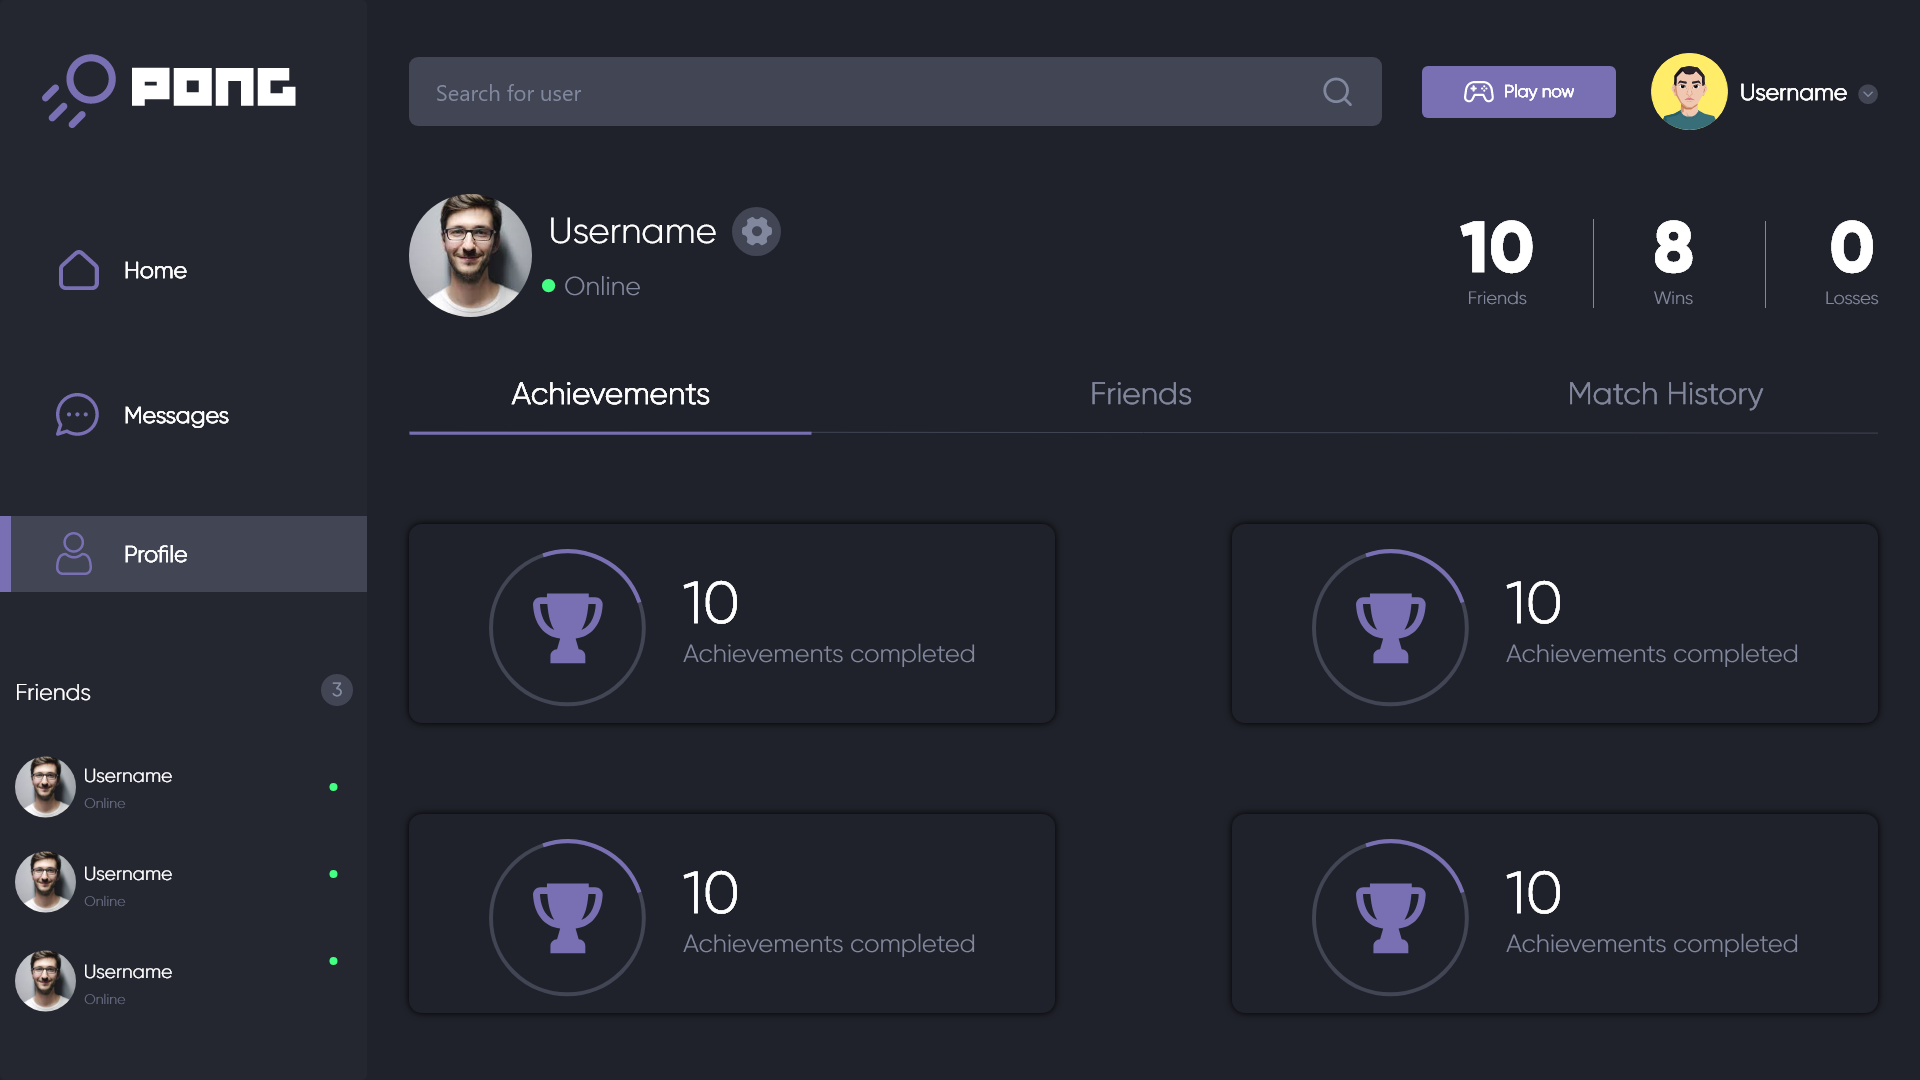 PONG
Search for user
Play now
Username
Home
Messages
Profile
Friends
3
Username
Online
Username
Online
Username
Online
Username
Online
10
Friends
8
Wins
0
Losses
Achievements
Friends
Match History
10
Achievements completed
10
Achievements completed
10
Achievements completed
10
Achievements completed